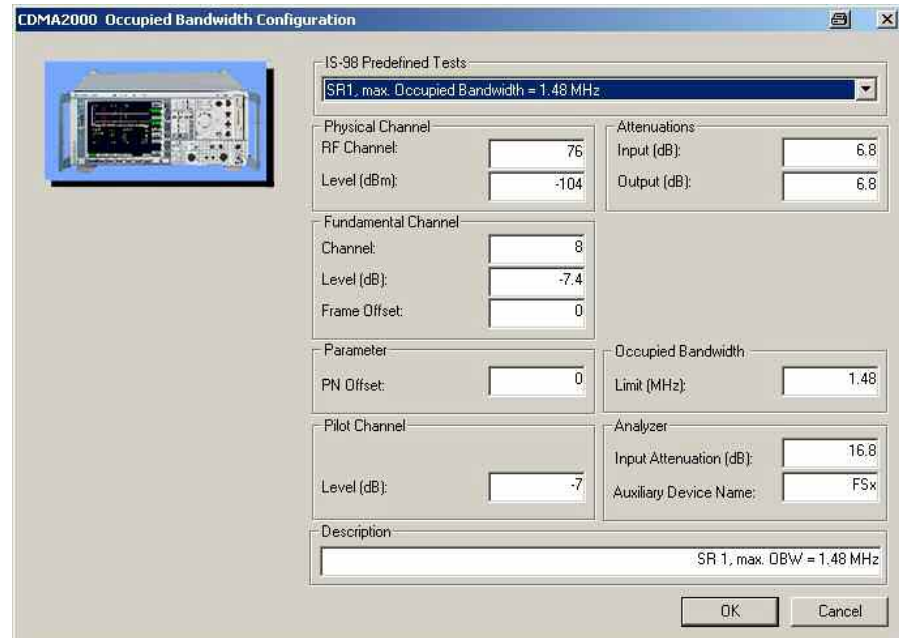 CDMA2000 Occupied Bandwidth Configuration
IS-98 Predefined Tests
SR1, max. Occupied Bandwidth = 1.48 MHz
Physical Channel
RF Channel: 76
Level (dBm): -104
Attenuations
Input (dB): 6.8
Output (dB): 6.8
Fundamental Channel
Channel: 8
Level (dB): -7.4
Frame Offset: 0
Parameter
PN Offset: 0
Occupied Bandwidth
Limit (MHz): 1.48
Pilot Channel
Level (dB): -7
Analyzer
Input Attenuation (dB): 16.8
Auxiliary Device Name: FSx
Description
SR 1, max. OBW = 1.48 MHz
OK Cancel